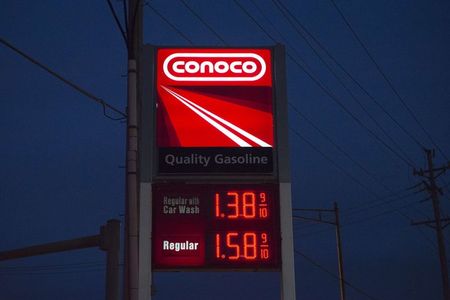 CONOCO
Quality Gasoline
Regular with
Car Wash
1.38 9/10
Regular
1.58 9/10